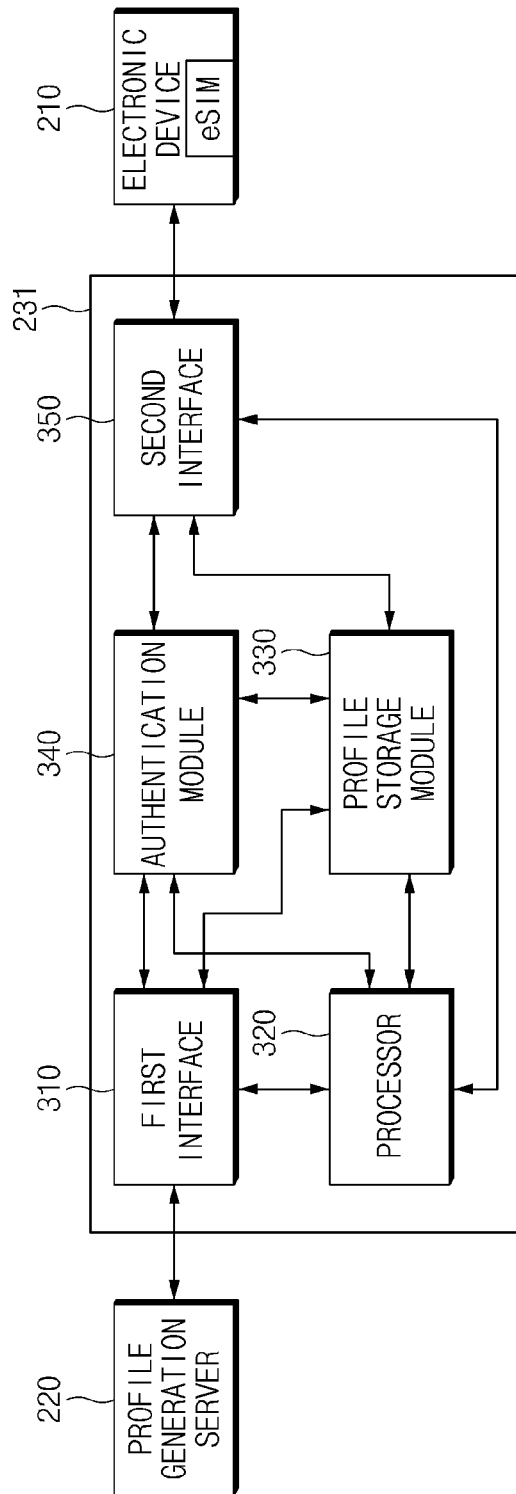 220
PROFILE
GENERATION
SERVER
231
310
FIRST
INTERFACE
340
AUTHENTICATION
MODULE
350
SECOND
INTERFACE
320
PROCESSOR
330
PROFILE
STORAGE
MODULE
210
ELECTRONIC
DEVICE
eSIM